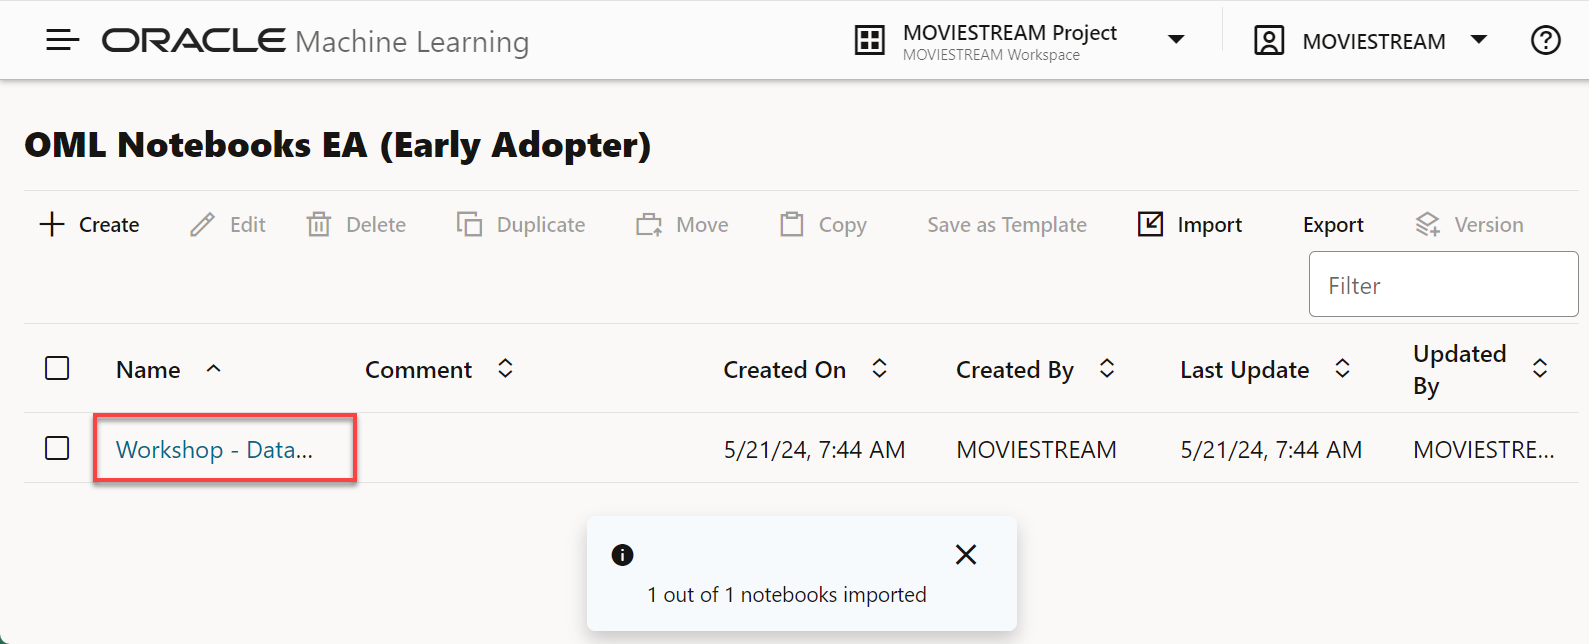 ORACLE Machine Learning
MOVIESTREAM Project
MOVIESTREAM Workspace
MOVIESTREAM
OML Notebooks EA (Early Adopter)
Create Edit Delete Duplicate Move Copy Save as Template Import Export Version
Filter
Name Comment Created On Created By Last Update Updated By
Workshop - Data... 5/21/24, 7:44 AM MOVIESTREAM 5/21/24, 7:44 AM MOVIESTRE...
1 out of 1 notebooks imported